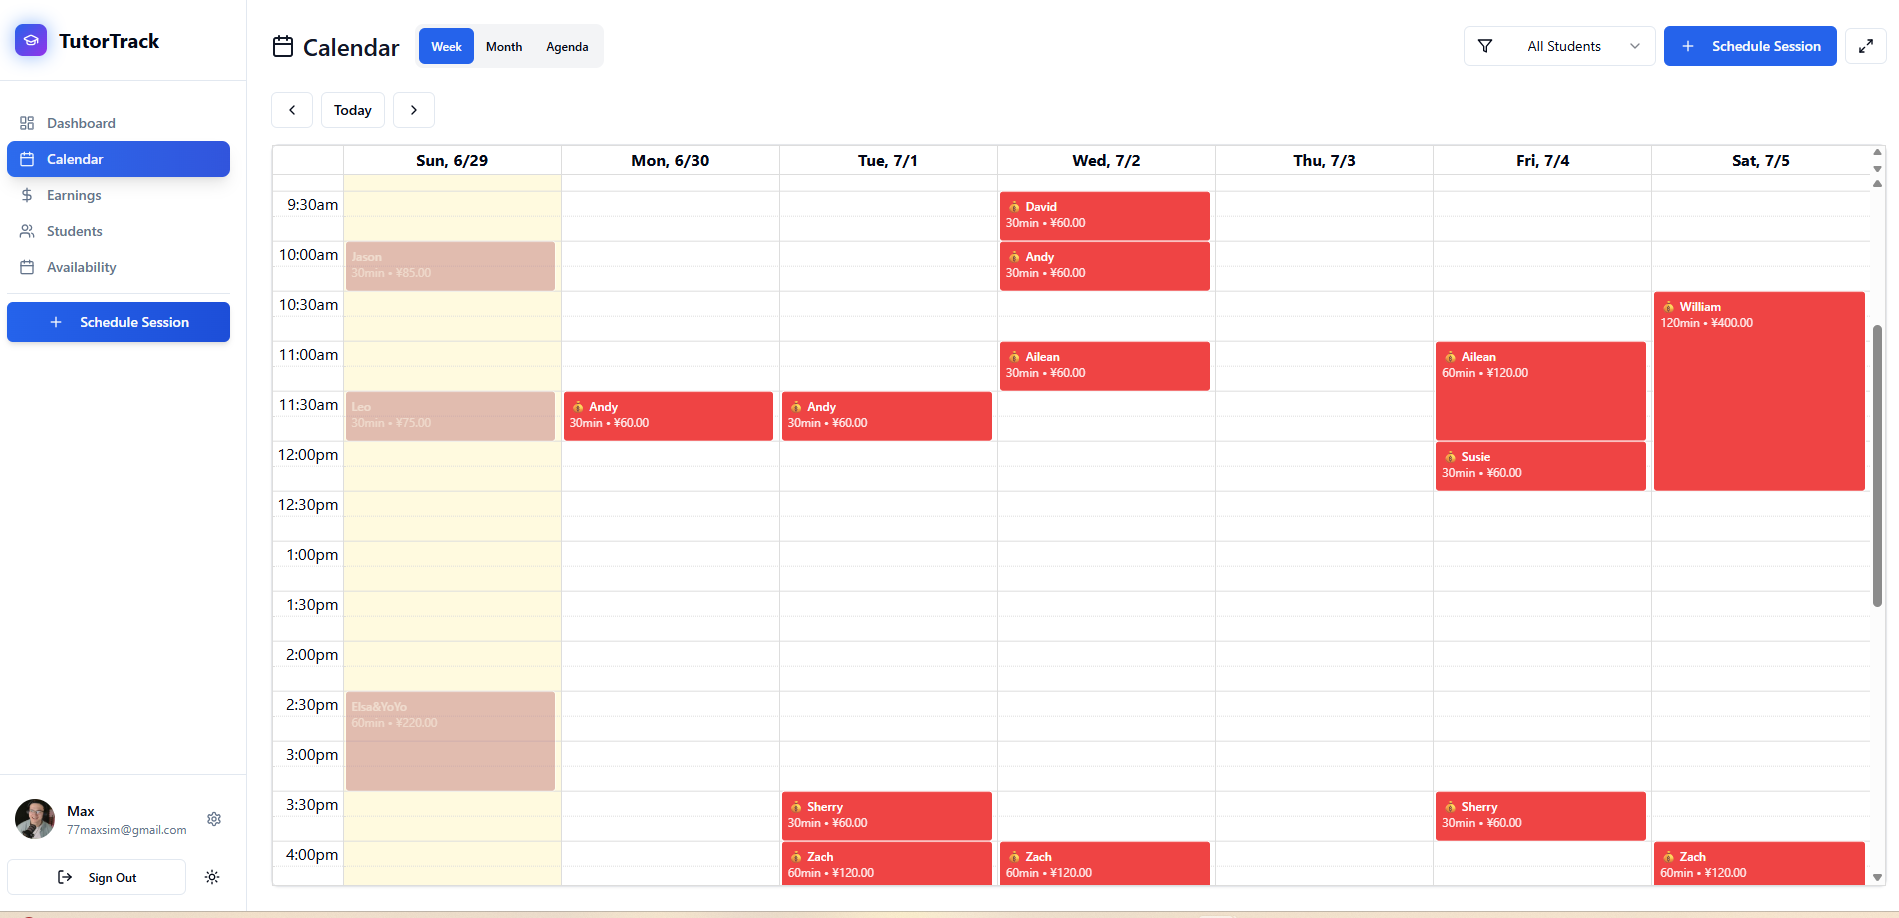 TutorTrack
Dashboard
Calendar
Earnings
Students
Availability
+ Schedule Session
Max
77maxsim@gmail.com
Sign Out
Calendar
Week Month Agenda
All Students
+ Schedule Session
Today
Sun, 6/29 Mon, 6/30 Tue, 7/1 Wed, 7/2 Thu, 7/3 Fri, 7/4 Sat, 7/5
9:30am
10:00am
10:30am
11:00am
11:30am
12:00pm
12:30pm
1:00pm
1:30pm
2:00pm
2:30pm
3:00pm
3:30pm
4:00pm
Jason
30min • ¥85.00
Leo
30min • ¥75.00
Elsa&YoYo
60min • ¥220.00
Andy
30min • ¥60.00
Andy
30min • ¥60.00
Sherry
30min • ¥60.00
Zach
60min • ¥120.00
David
30min • ¥60.00
Andy
30min • ¥60.00
Ailean
30min • ¥60.00
Zach
60min • ¥120.00
Ailean
60min • ¥120.00
Susie
30min • ¥60.00
Sherry
30min • ¥60.00
William
120min • ¥400.00
Zach
60min • ¥120.00